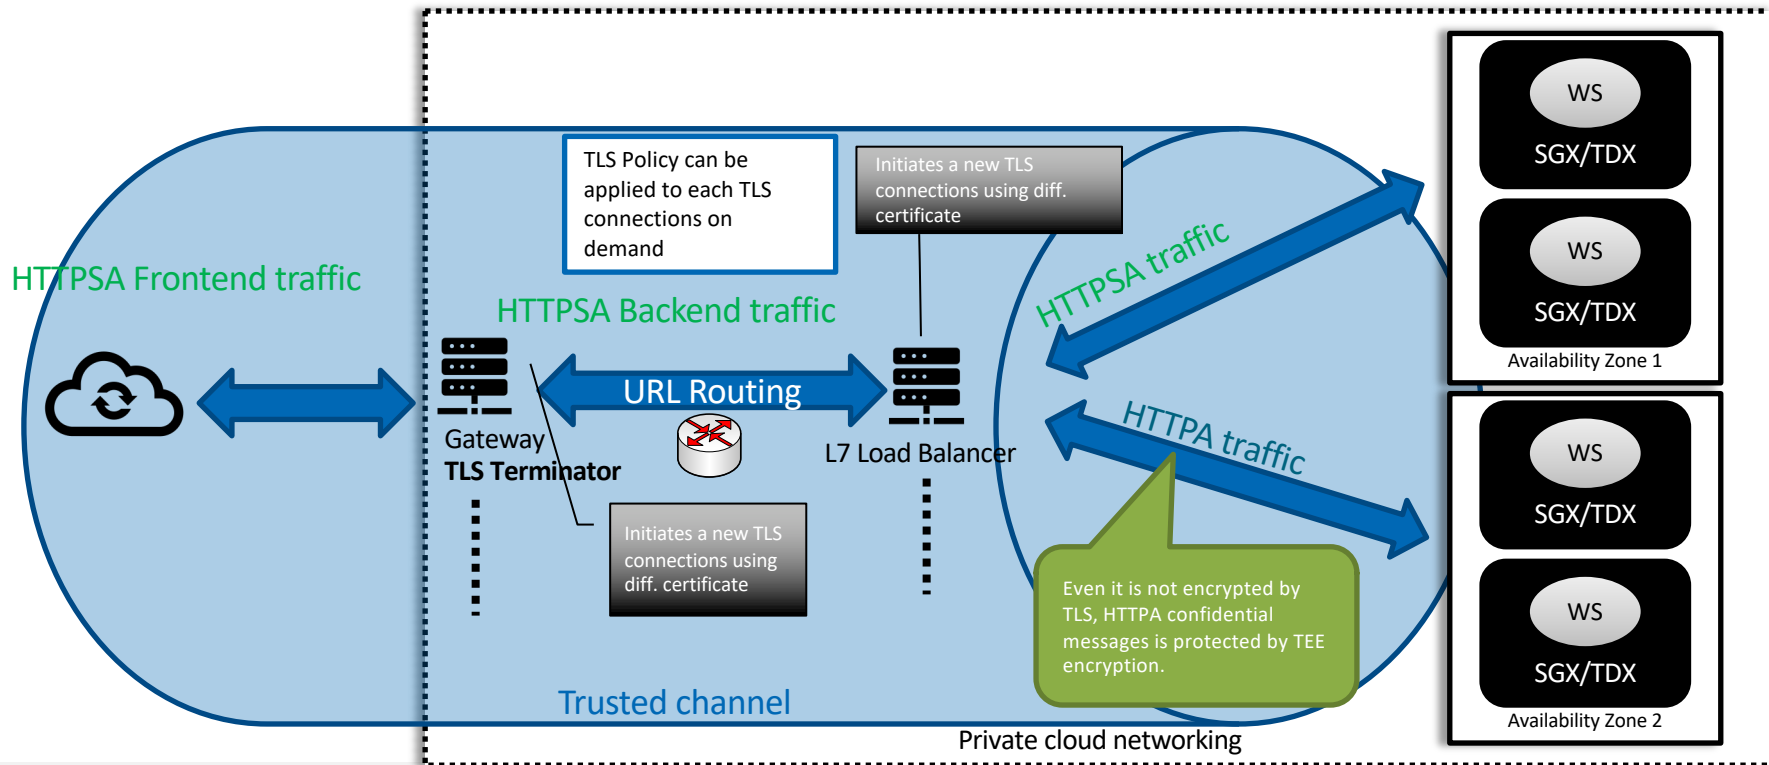 WS
SGX/TDX
WS
SGX/TDX
Availability Zone 1
TLS Policy can be
applied to each TLS
connections on
demand
Initiates a new TLS
connections using diff.
certificate
HTTPSA Frontend traffic
HTTPSA Backend traffic
HTTPSA traffic
URL Routing
Gateway
TLS Terminator
L7 Load Balancer
HTTPA traffic
Initiates a new TLS
connections using
diff. certificate
Even it is not encrypted by
TLS, HTTPA confidential
messages is protected by TEE
encryption.
WS
SGX/TDX
WS
SGX/TDX
Availability Zone 2
Trusted channel
Private cloud networking